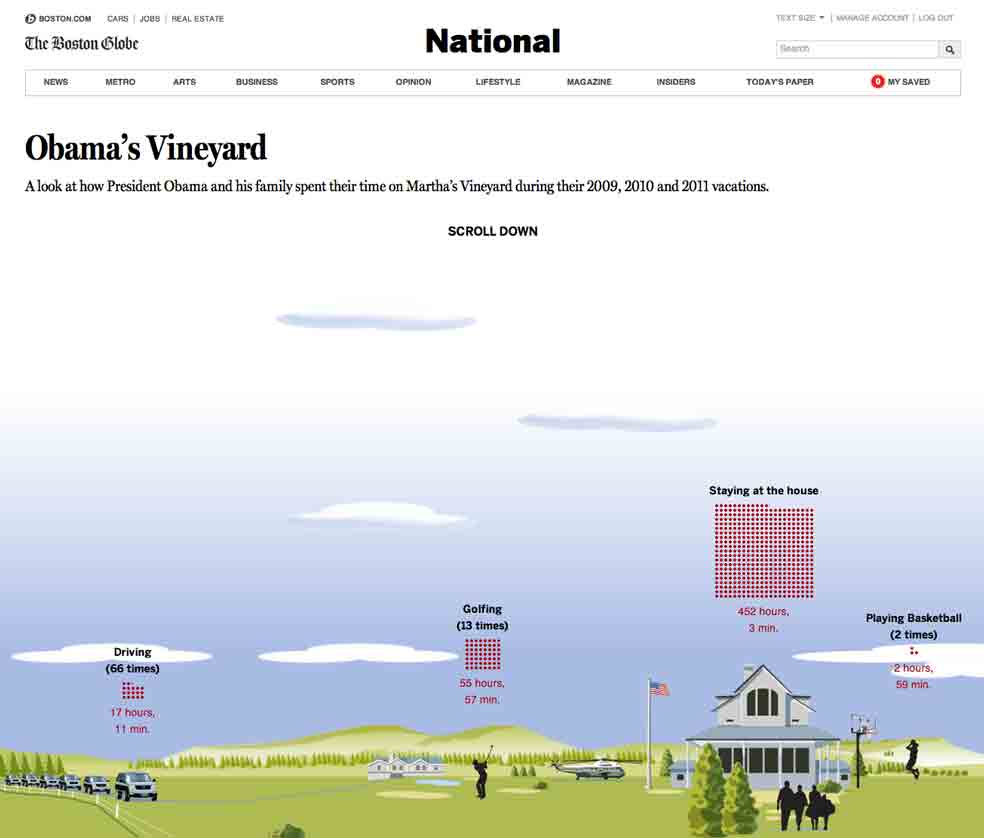 BOSTON.COM CARS JOBS REAL ESTATE
TEXT SIZE MANAGE ACCOUNT LOG OUT
The Boston Globe
National
Search
NEWS METRO ARTS BUSINESS SPORTS OPINION LIFESTYLE MAGAZINE INSIDERS TODAY'S PAPER 0 MY SAVED
Obama's Vineyard
A look at how President Obama and his family spent their time on Martha's Vineyard during their 2009, 2010 and 2011 vacations.
SCROLL DOWN
Driving
(66 times)
17 hours,
11 min.
Golfing
(13 times)
55 hours,
57 min.
Staying at the house
452 hours,
3 min.
Playing Basketball
(2 times)
2 hours,
59 min.